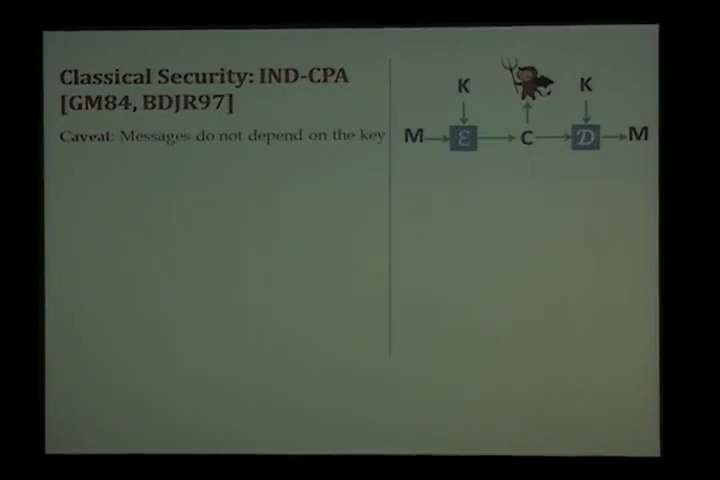 Classical Security: IND-CPA
[GM84, BDJR97]
Caveat: Messages do not depend on the key
K
K
M
ℰ
C
𝒟
M